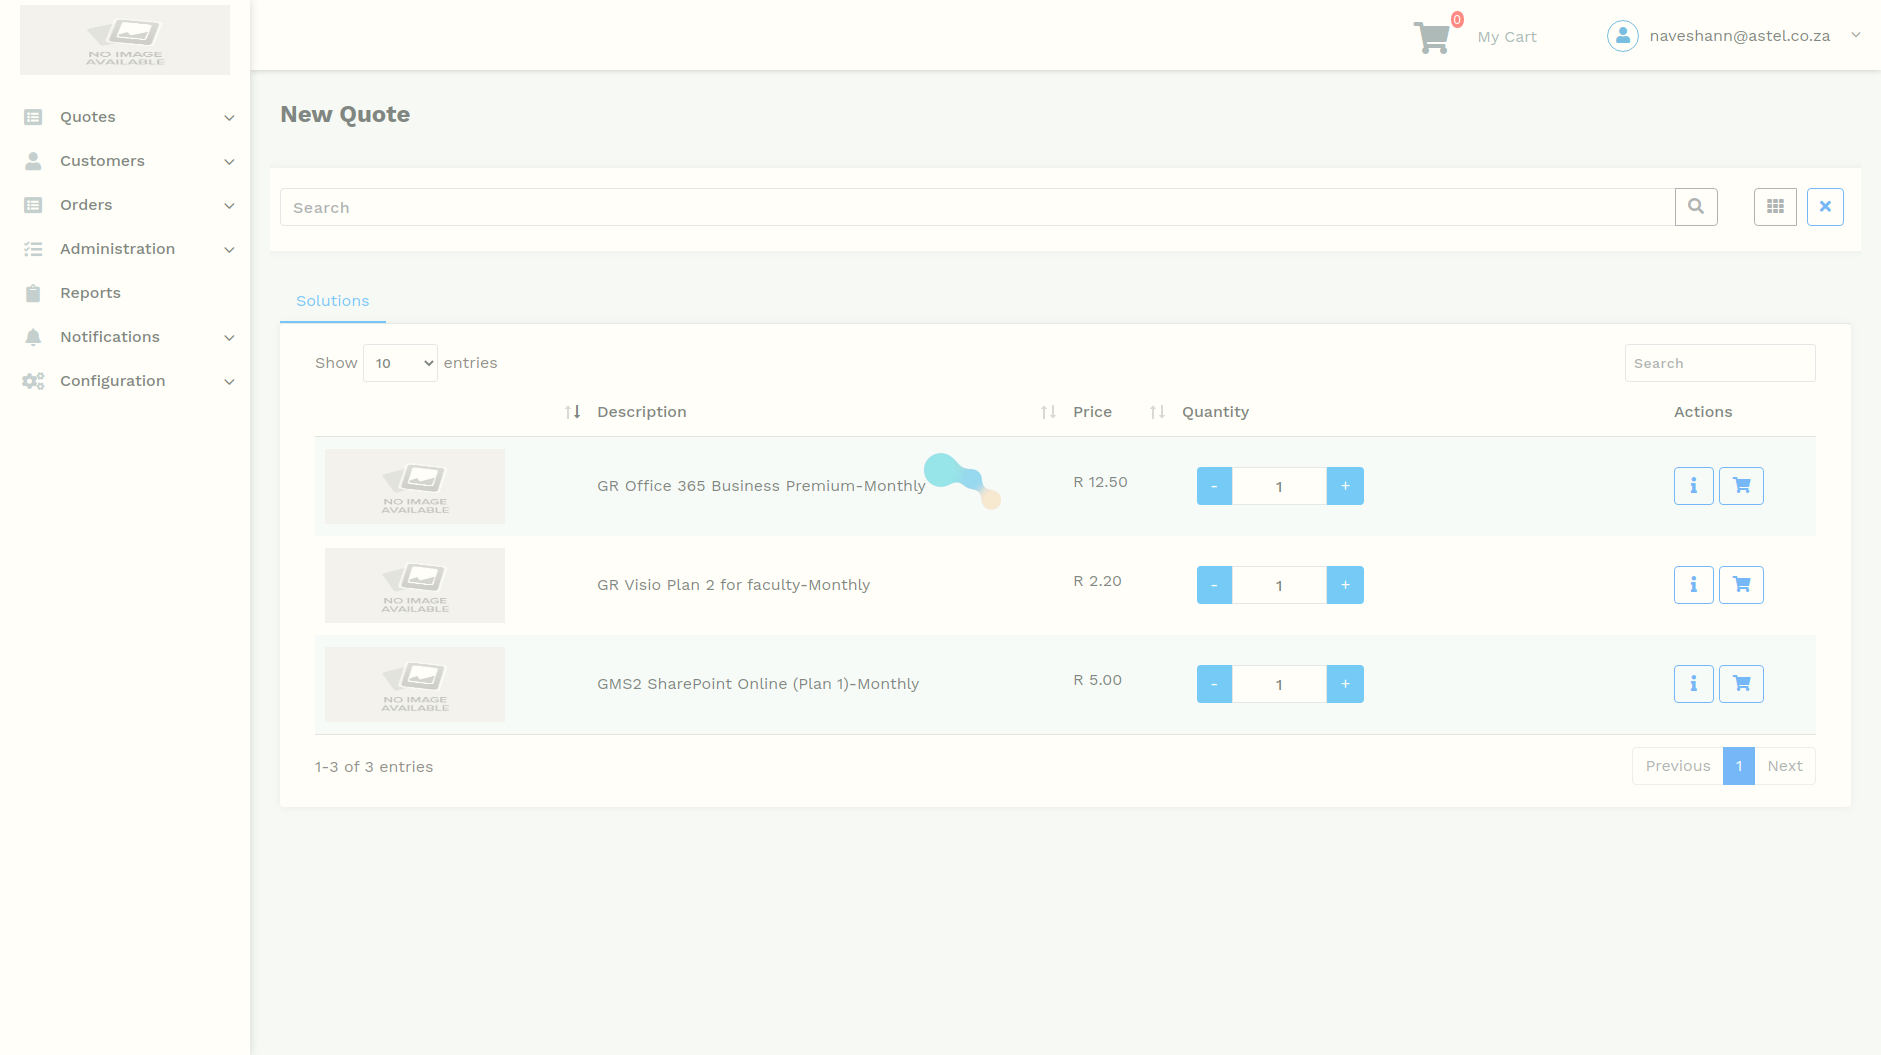 NO IMAGE
AVAILABLE
0
My Cart
naveshann@astel.co.za
Quotes
Customers
Orders
Administration
Reports
Notifications
Configuration
New Quote
Search
Solutions
Show 10 entries
Search
Description Price Quantity Actions
NO IMAGE
AVAILABLE
GR Office 365 Business Premium-Monthly R 12.50 - 1 +
NO IMAGE
AVAILABLE
GR Visio Plan 2 for faculty-Monthly R 2.20 - 1 +
NO IMAGE
AVAILABLE
GMS2 SharePoint Online (Plan 1)-Monthly R 5.00 - 1 +
1-3 of 3 entries
Previous 1 Next